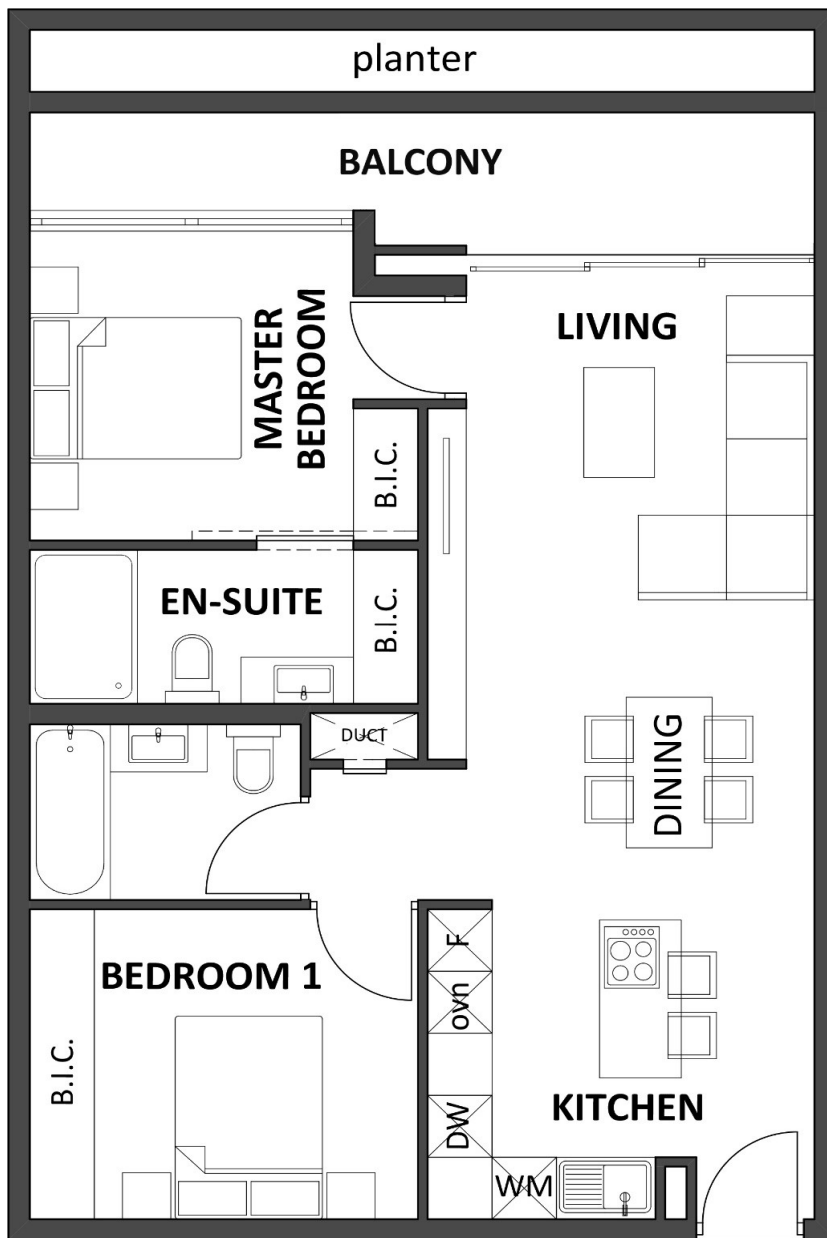 planter
BALCONY
MASTER
BEDROOM
LIVING
B.I.C.
EN-SUITE
B.I.C.
DUCT
DINING
BEDROOM 1
B.I.C.
F
ovn
DW
WM
KITCHEN